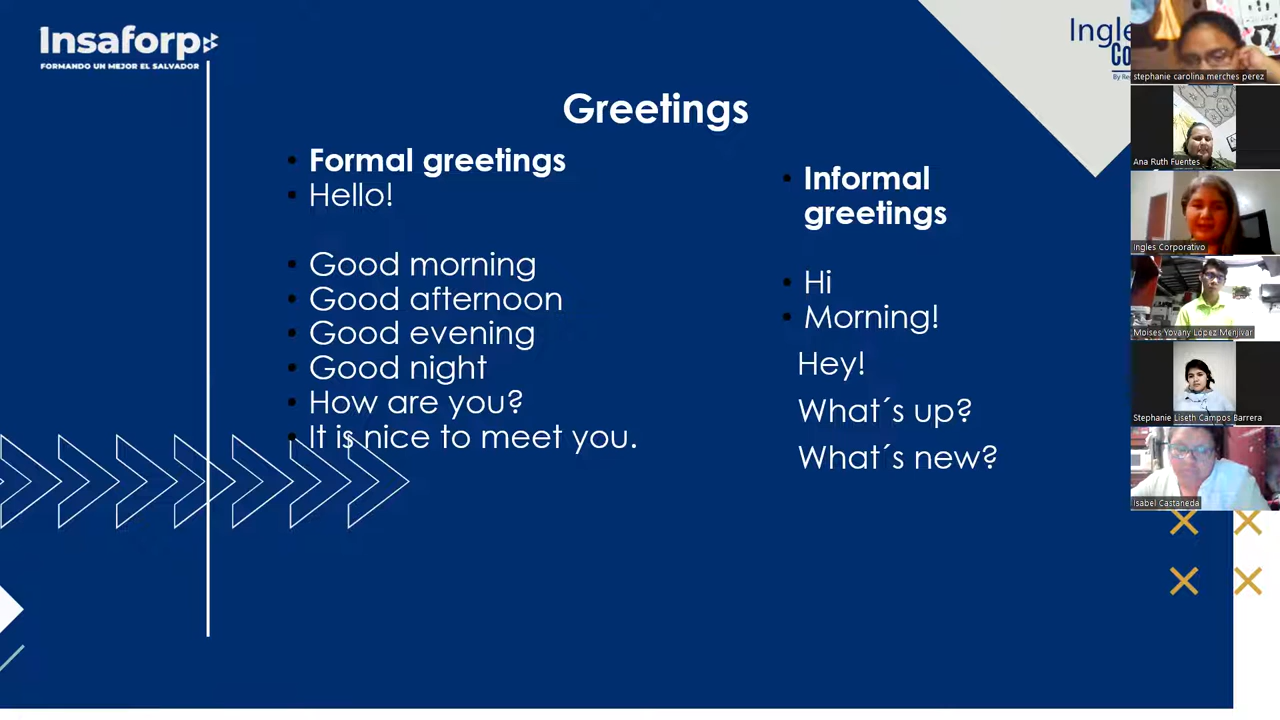 Insaforp
FORMANDO UN MEJOR EL SALVADOR
Greetings
Formal greetings
Hello!
Good morning
Good afternoon
Good evening
Good night
How are you?
It is nice to meet you.
Informal
greetings
Hi
Morning!
Hey!
What´s up?
What´s new?
stephanie carolina merches perez
Ana Ruth Fuentes
Ingles Corporativo
Moises Yovany López Menjivar
Stephanie Liseth Campos Barrera
Isabel Castaneda